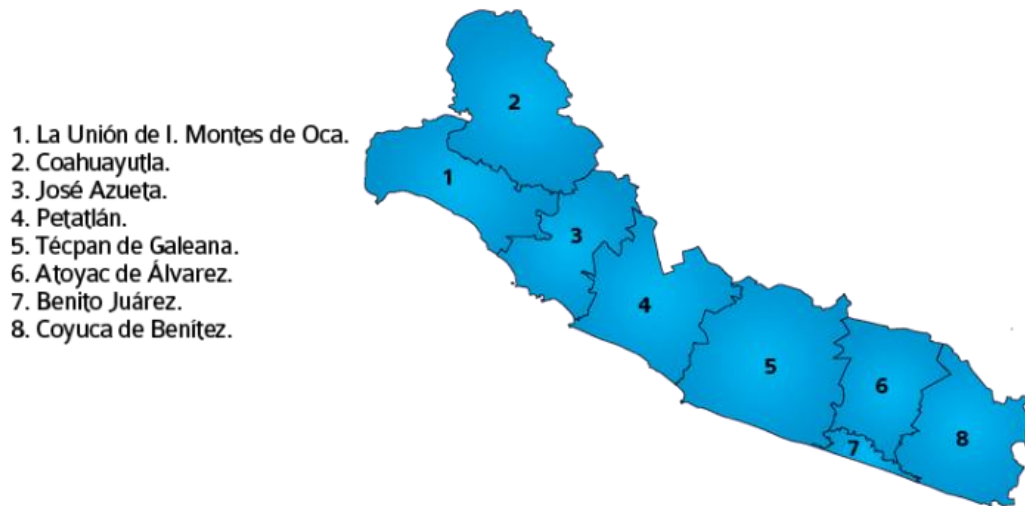 1. La Unión de I. Montes de Oca.
2. Coahuayutla.
3. José Azueta.
4. Petatlán.
5. Técpan de Galeana.
6. Atoyac de Álvarez.
7. Benito Juárez.
8. Coyuca de Benítez.
2
1
3
4
5
6
7
8